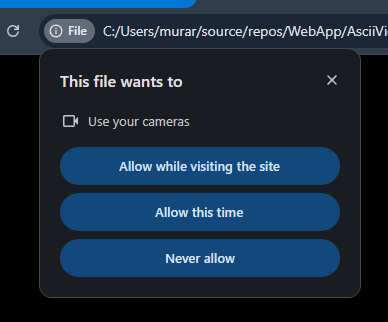 File C:/Users/murar/source/repos/WebApp/AsciiVi
This file wants to
Use your cameras
Allow while visiting the site
Allow this time
Never allow